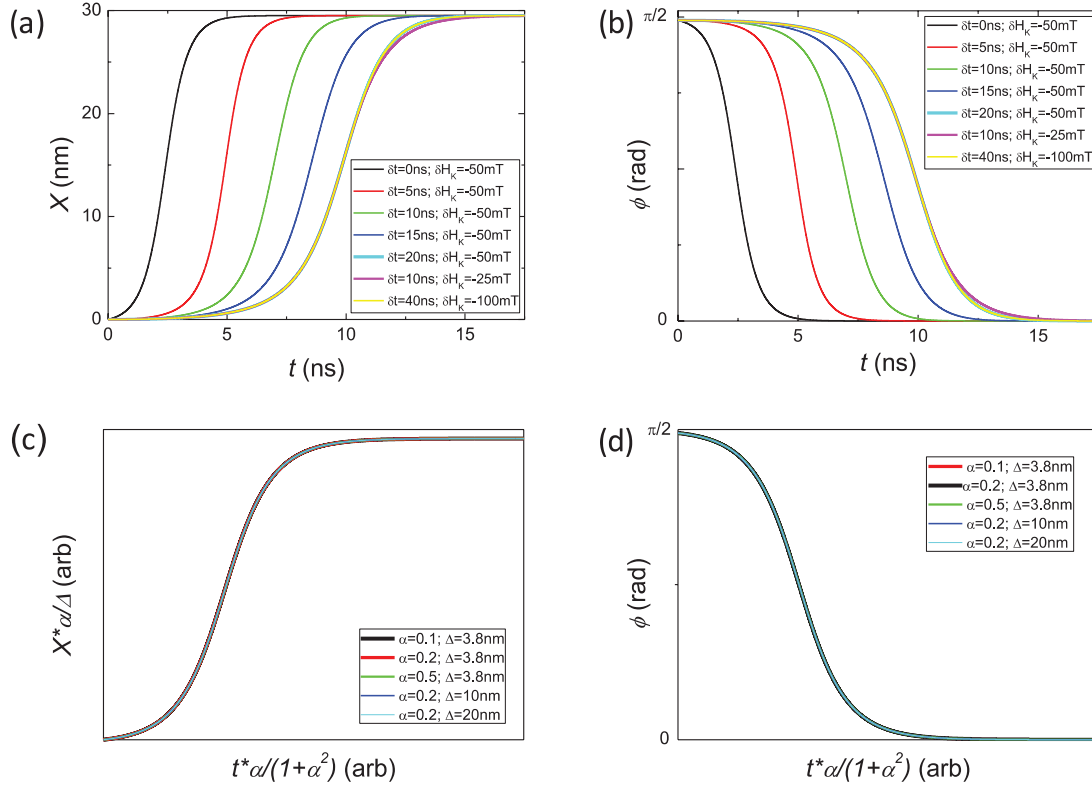 (a)
30
20
10
0
X (nm)
0
5
10
15
t (ns)
δt=0ns; δH_K=-50mT
δt=5ns; δH_K=-50mT
δt=10ns; δH_K=-50mT
δt=15ns; δH_K=-50mT
δt=20ns; δH_K=-50mT
δt=10ns; δH_K=-25mT
δt=40ns; δH_K=-100mT
(b)
π/2
0
ϕ (rad)
0
5
10
15
t (ns)
δt=0ns; δH_K=-50mT
δt=5ns; δH_K=-50mT
δt=10ns; δH_K=-50mT
δt=15ns; δH_K=-50mT
δt=20ns; δH_K=-50mT
δt=10ns; δH_K=-25mT
δt=40ns; δH_K=-100mT
(c)
X*α/Δ (arb)
t*α/(1+α²) (arb)
α=0.1; Δ=3.8nm
α=0.2; Δ=3.8nm
α=0.5; Δ=3.8nm
α=0.2; Δ=10nm
α=0.2; Δ=20nm
(d)
π/2
0
ϕ (rad)
t*α/(1+α²) (arb)
α=0.1; Δ=3.8nm
α=0.2; Δ=3.8nm
α=0.5; Δ=3.8nm
α=0.2; Δ=10nm
α=0.2; Δ=20nm